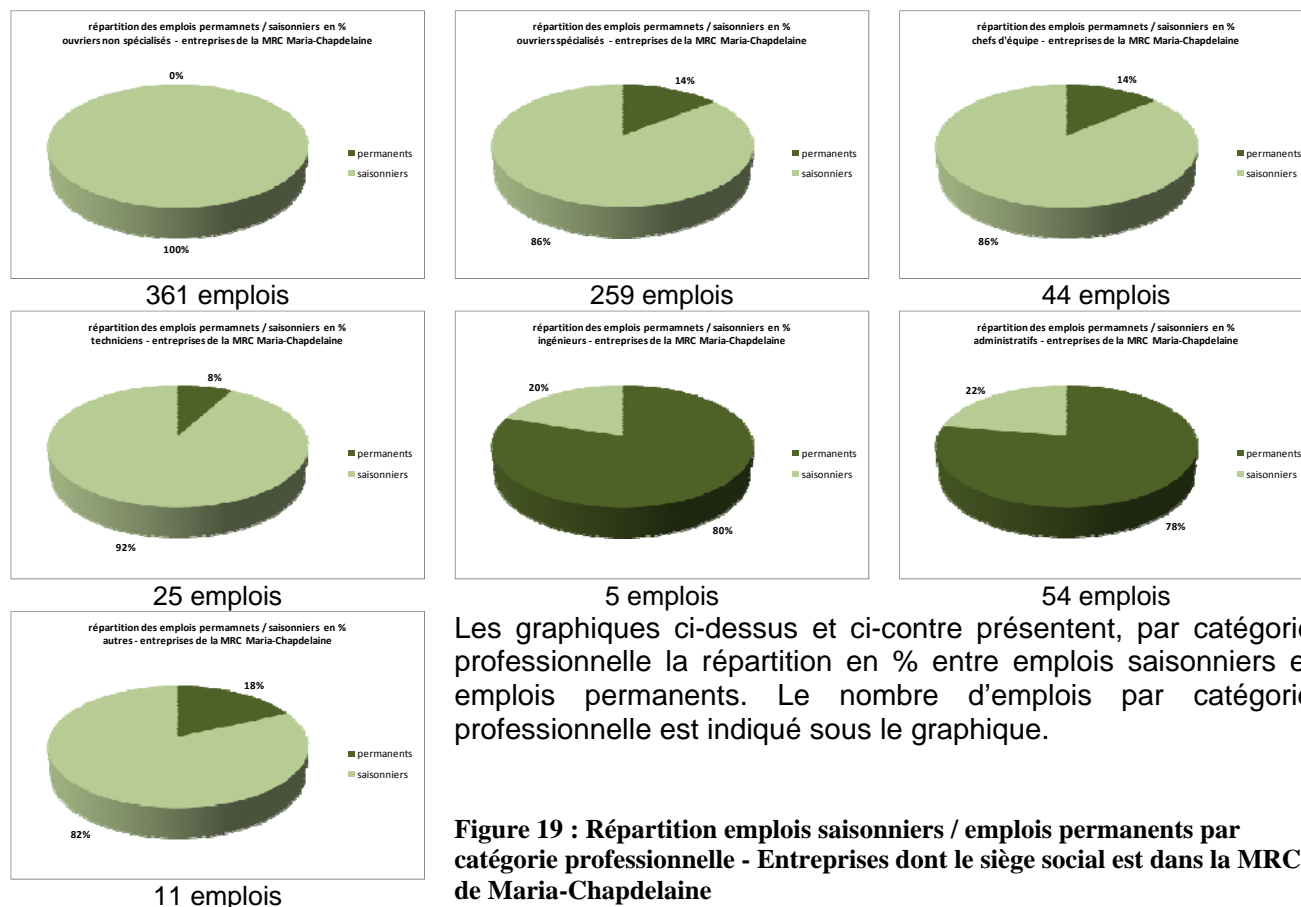 répartition des emplois permamnets / saisonniers en %
ouvriers non spécialisés - entreprises de la MRC Maria-Chapdelaine
0%
permanents
saisonniers
100%
361 emplois
répartition des emplois permamnets / saisonniers en %
ouvriers spécialisés - entreprises de la MRC Maria-Chapdelaine
14%
permanents
saisonniers
86%
259 emplois
répartition des emplois permamnets / saisonniers en %
chefs d'équipe - entreprises de la MRC Maria-Chapdelaine
14%
permanents
saisonniers
86%
44 emplois
répartition des emplois permamnets / saisonniers en %
techniciens - entreprises de la MRC Maria-Chapdelaine
8%
permanents
saisonniers
92%
25 emplois
répartition des emplois permamnets / saisonniers en %
ingénieurs - entreprises de la MRC Maria-Chapdelaine
20%
permanents
saisonniers
80%
5 emplois
répartition des emplois permamnets / saisonniers en %
administratifs - entreprises de la MRC Maria-Chapdelaine
22%
permanents
saisonniers
78%
54 emplois
répartition des emplois permamnets / saisonniers en %
autres - entreprises de la MRC Maria-Chapdelaine
18%
permanents
saisonniers
82%
11 emplois
Les graphiques ci-dessus et ci-contre présentent, par catégorie
professionnelle la répartition en % entre emplois saisonniers e
emplois permanents. Le nombre d'emplois par catégorie
professionnelle est indiqué sous le graphique.
Figure 19 : Répartition emplois saisonniers / emplois permanents par
catégorie professionnelle - Entreprises dont le siège social est dans la MRC
de Maria-Chapdelaine